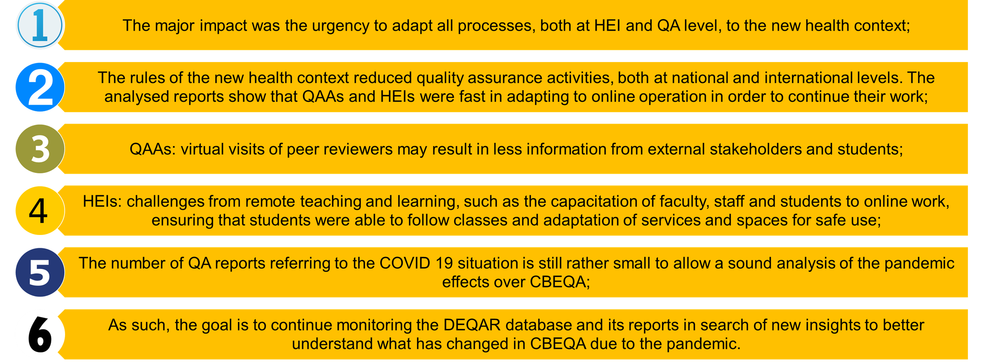 1
The major impact was the urgency to adapt all processes, both at HEI and QA level, to the new health context;
2
The rules of the new health context reduced quality assurance activities, both at national and international levels. The
analysed reports show that QAAs and HEIs were fast in adapting to online operation in order to continue their work;
3
QAAs: virtual visits of peer reviewers may result in less information from external stakeholders and students;
4
HEIs: challenges from remote teaching and learning, such as the capacitation of faculty, staff and students to online work,
ensuring that students were able to follow classes and adaptation of services and spaces for safe use;
5
The number of QA reports referring to the COVID 19 situation is still rather small to allow a sound analysis of the pandemic
effects over CBEQA;
6
As such, the goal is to continue monitoring the DEQAR database and its reports in search of new insights to better
understand what has changed in CBEQA due to the pandemic.